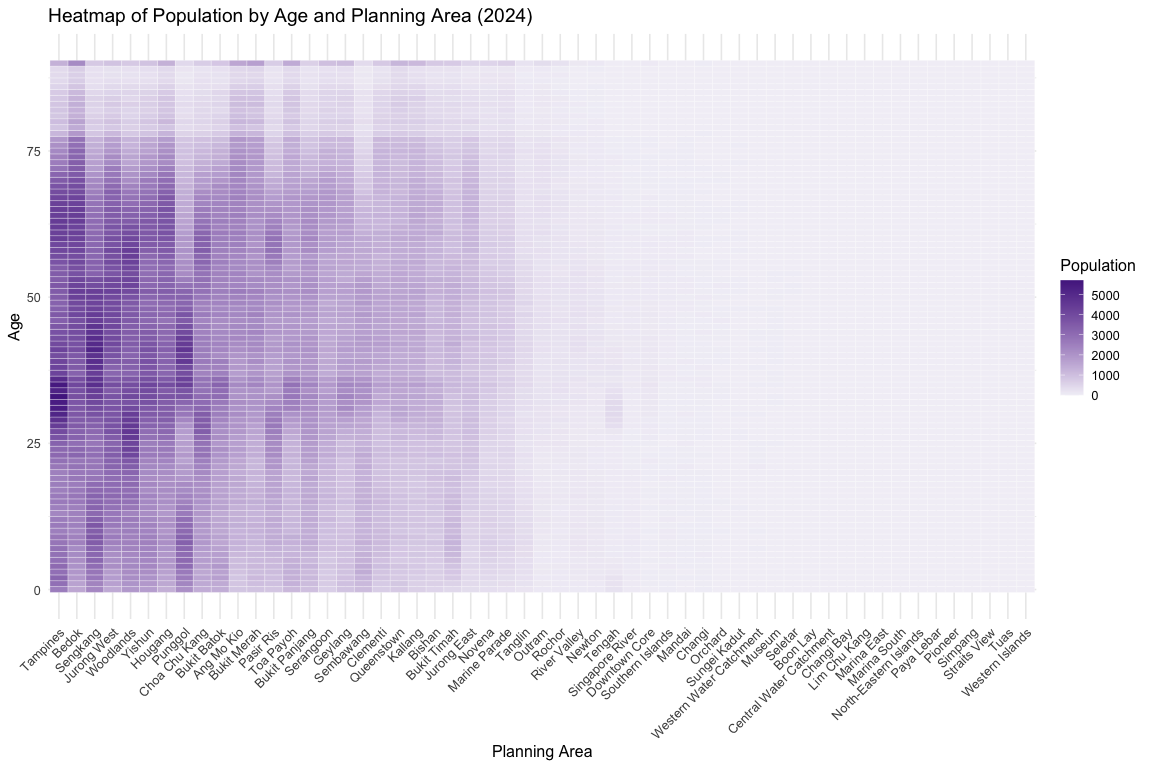 Heatmap of Population by Age and Planning Area (2024)
Age
75
50
25
0
Population
5000
4000
3000
2000
1000
0
Tampines
Bedok
Sengkang
Jurong West
Woodlands
Yishun
Hougang
Punggol
Choa Chu Kang
Bukit Batok
Ang Mo Kio
Bukit Merah
Pasir Ris
Toa Payoh
Bukit Panjang
Serangoon
Geylang
Sembawang
Clementi
Queenstown
Kallang
Bishan
Bukit Timah
Jurong East
Novena
Marine Parade
Tanglin
Outram
Rochor
River Valley
Newton
Tengah
Singapore River
Downtown Core
Southern Islands
Mandai
Changi
Orchard
Sungei Kadut
Western Water Catchment
Museum
Seletar
Boon Lay
Central Water Catchment
Changi Bay
Lim Chu Kang
Marina East
Marina South
North-Eastern Islands
Paya Lebar
Pioneer
Simpang
Straits View
Tuas
Western Islands
Planning Area